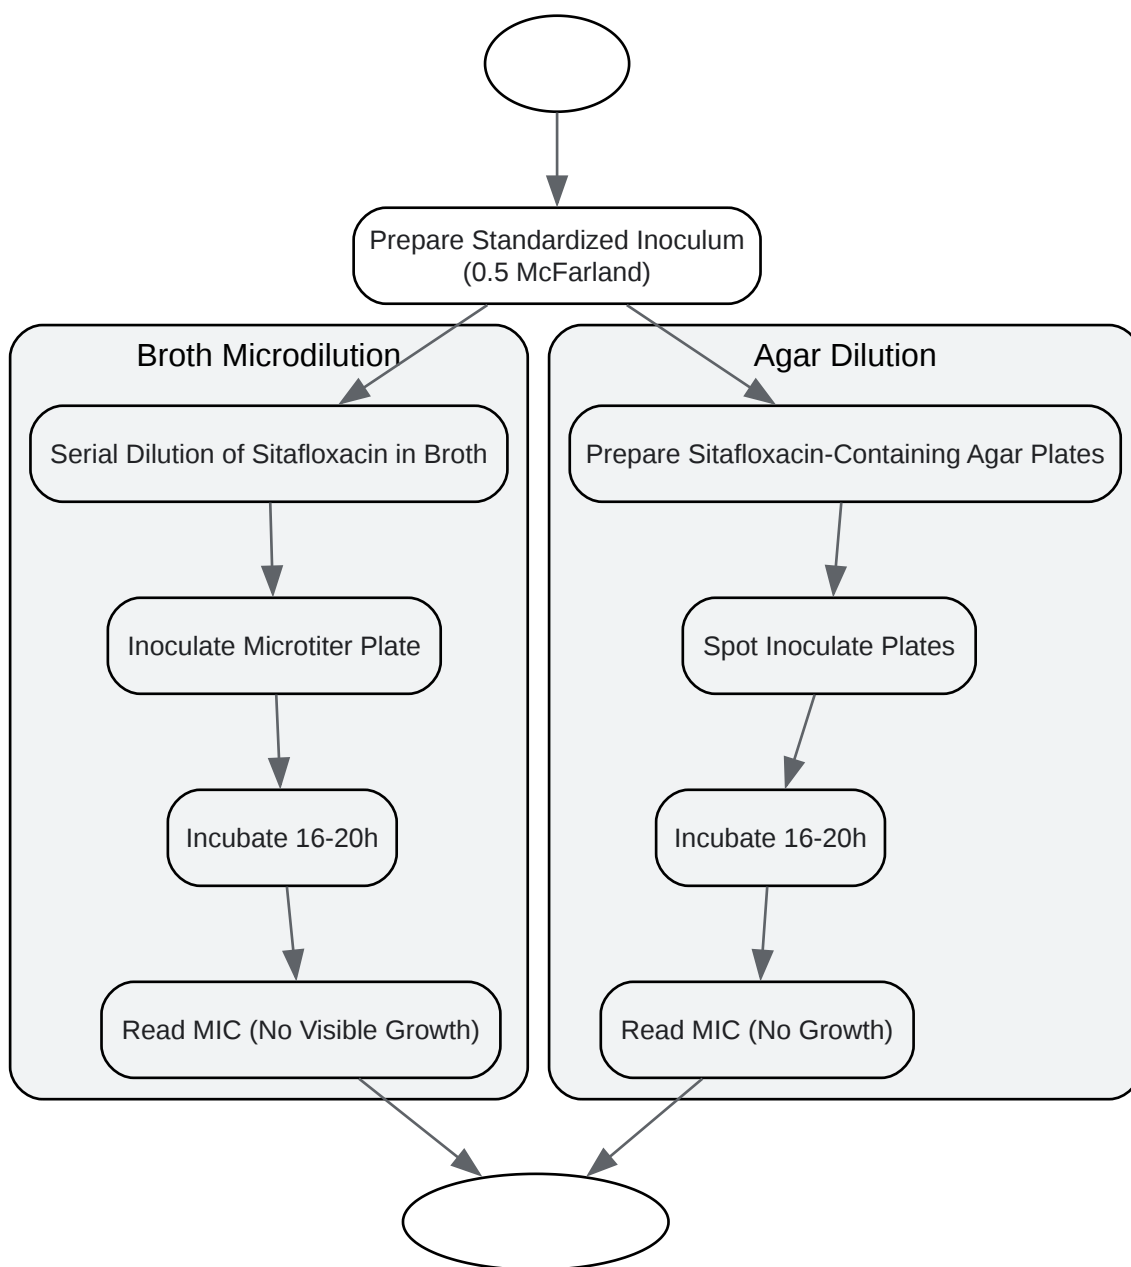 Prepare Standardized Inoculum
(0.5 McFarland)
Broth Microdilution
Serial Dilution of Sitafloxacin in Broth
Inoculate Microtiter Plate
Incubate 16-20h
Read MIC (No Visible Growth)
Agar Dilution
Prepare Sitafloxacin-Containing Agar Plates
Spot Inoculate Plates
Incubate 16-20h
Read MIC (No Growth)